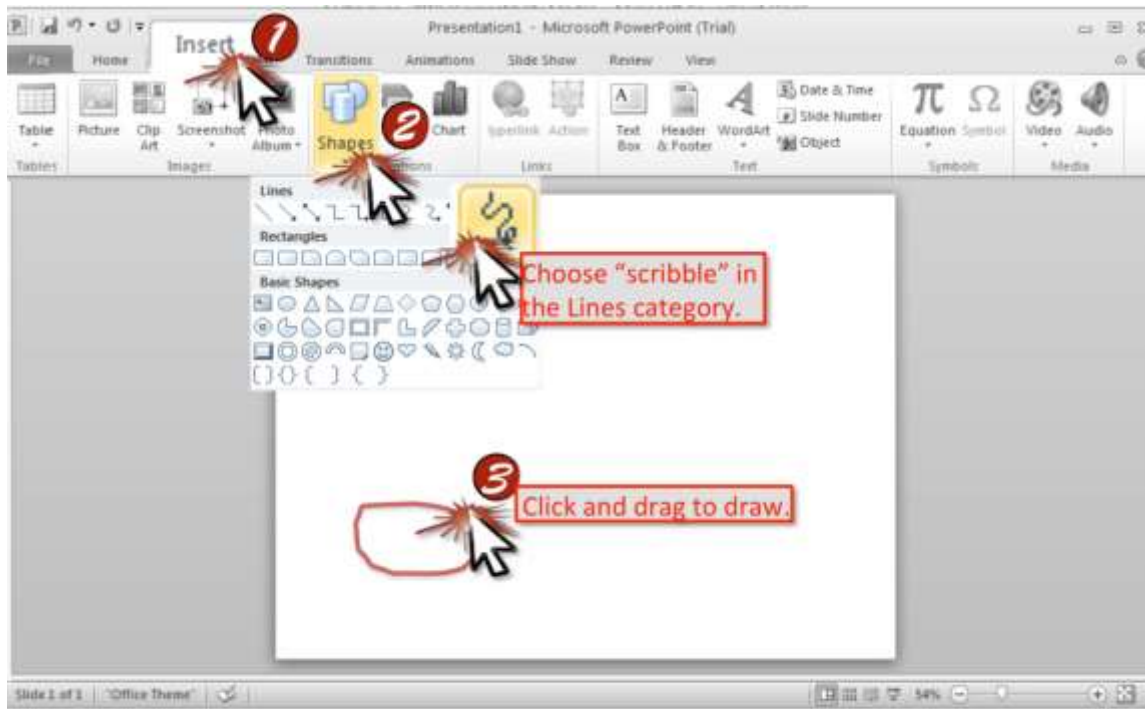 Presentation1 - Microsoft PowerPoint (Trial)
File Home Insert Transitions Animations Slide Show Review View
1
Table
Picture
Clip Art
Screenshot
Photo Album
Shapes
2
Chart
Hyperlink
Action
Text Box
Header & Footer
WordArt
Date & Time
Slide Number
Object
Equation
Symbol
Video
Audio
Tables
Images
Links
Text
Symbols
Media
Lines
Rectangles
Basic Shapes
Choose “scribble” in
the Lines category.
3
Click and drag to draw.
Slide 1 of 1 "Office Theme" 54%